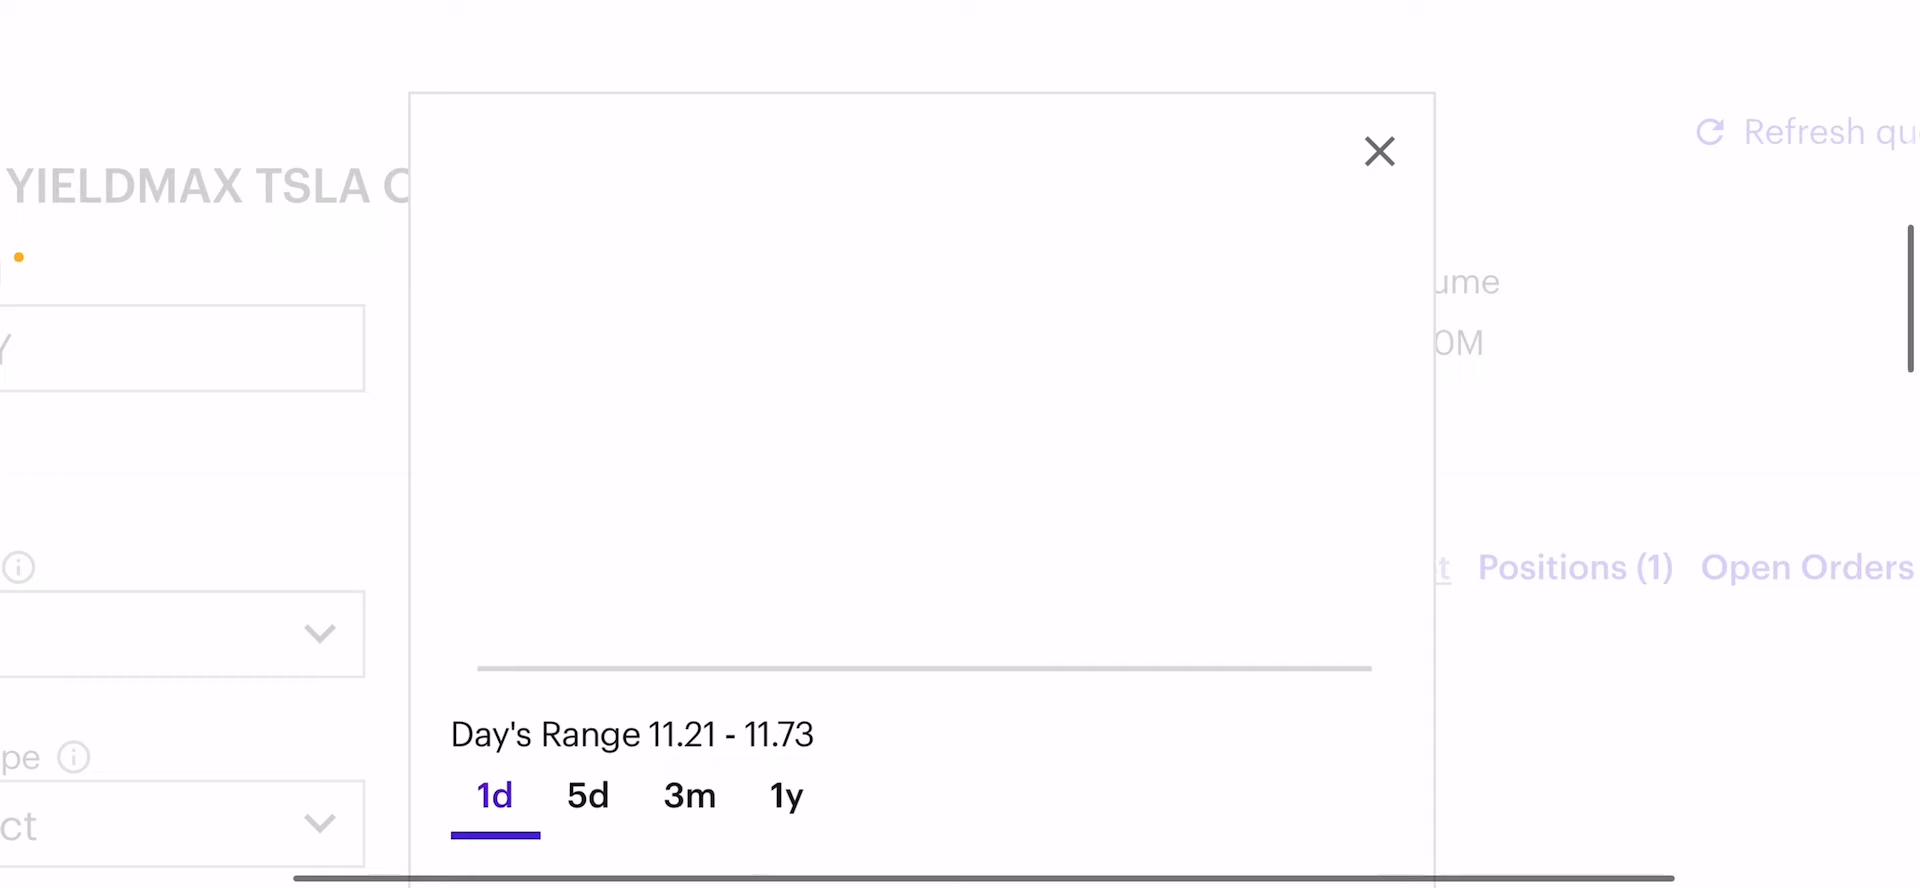 Refresh qu
YIELDMAX TSLA C
ume
Y
0M
t Positions (1) Open Orders
Day's Range 11.21 - 11.73
pe
1d 5d 3m 1y
ct